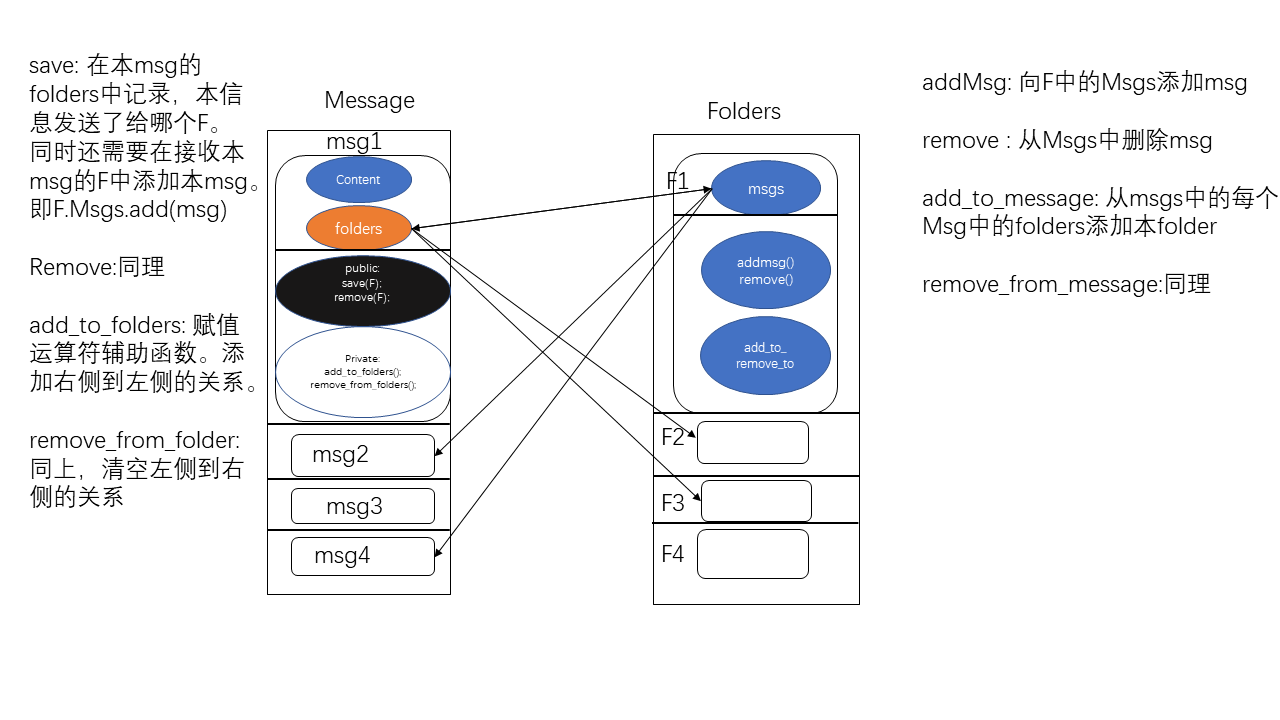 save: 在本msg的
folders中记录，本信
息发送了给哪个F。
同时还需要在接收本
msg的F中添加本msg。
即F.Msgs.add(msg)
Remove:同理
add_to_folders: 赋值
运算符辅助函数。添
加右侧到左侧的关系。
remove_from_folder:
同上，清空左侧到右
侧的关系
Message
msg1
Content
folders
public:
save(F);
remove(F);
Private:
add_to_folders();
remove_from_folders();
msg2
msg3
msg4
Folders
F1
msgs
addmsg()
remove()
add_to_
remove_to
F2
F3
F4
addMsg: 向F中的Msgs添加msg
remove : 从Msgs中删除msg
add_to_message: 从msgs中的每个
Msg中的folders添加本folder
remove_from_message:同理